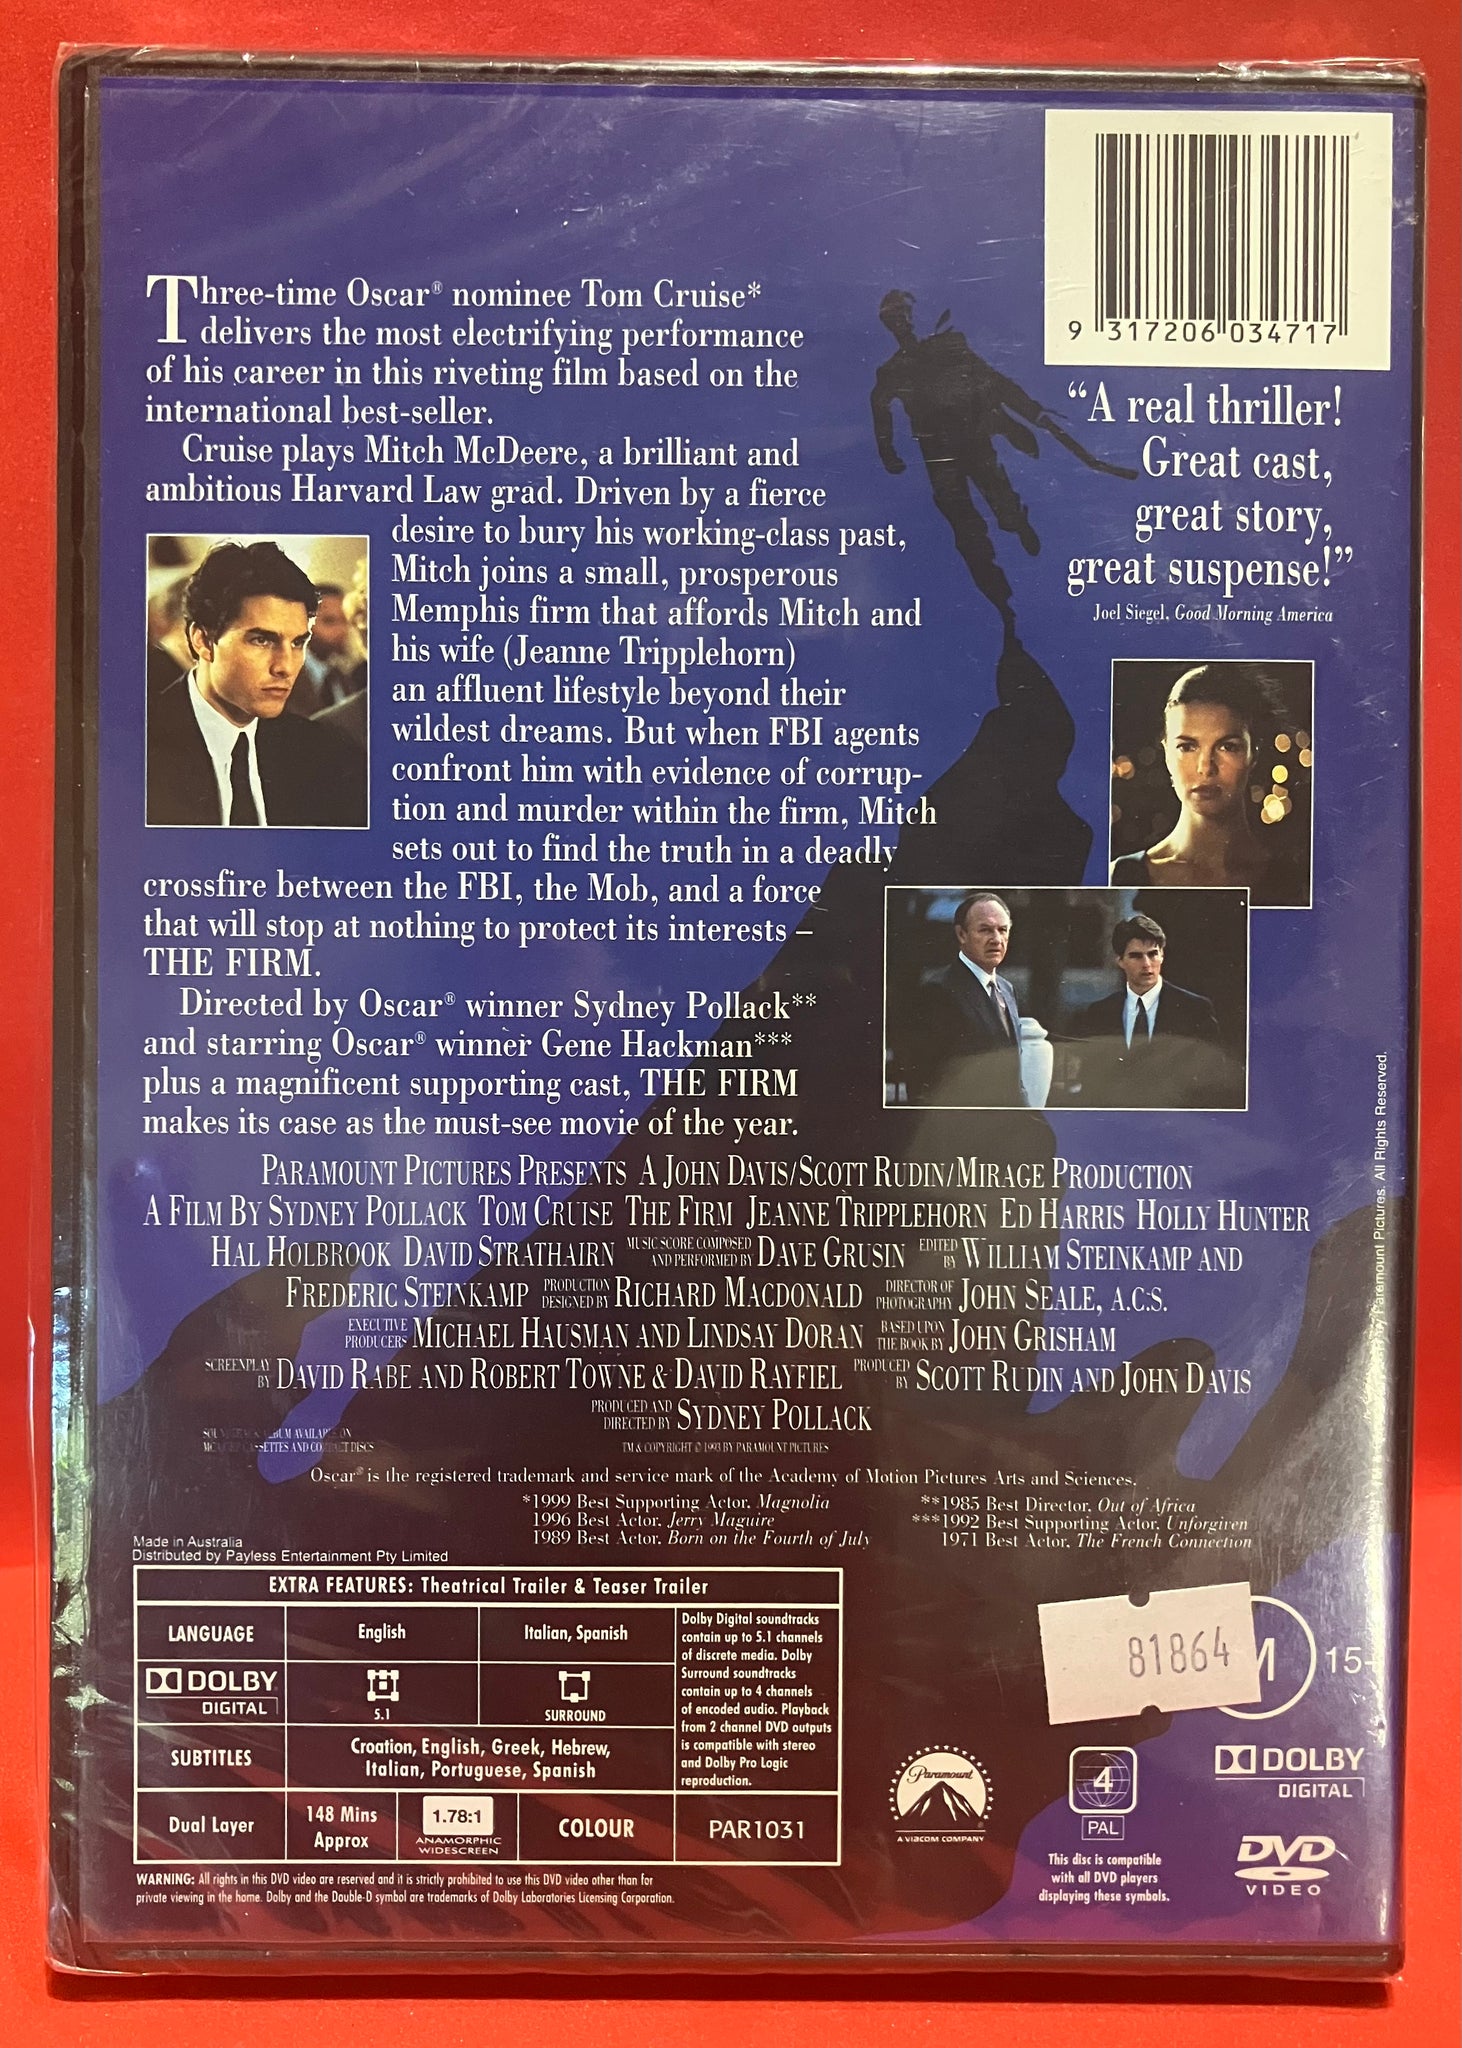 9 317206 034717
Three-time Oscar® nominee Tom Cruise*
delivers the most electrifying performance
of his career in this riveting film based on the
international best-seller.
Cruise plays Mitch McDeere, a brilliant and
ambitious Harvard Law grad. Driven by a fierce
desire to bury his working-class past,
Mitch joins a small, prosperous
Memphis firm that affords Mitch and
his wife (Jeanne Tripplehorn)
an affluent lifestyle beyond their
wildest dreams. But when FBI agents
confront him with evidence of corrup-
tion and murder within the firm, Mitch
sets out to find the truth in a deadly
crossfire between the FBI, the Mob, and a force
that will stop at nothing to protect its interests –
THE FIRM.
Directed by Oscar® winner Sydney Pollack**
and starring Oscar® winner Gene Hackman***
plus a magnificent supporting cast, THE FIRM
makes its case as the must-see movie of the year.
“A real thriller!
Great cast,
great story,
great suspense!”
Joel Siegel, Good Morning America
PARAMOUNT PICTURES PRESENTS A JOHN DAVIS/SCOTT RUDIN/MIRAGE PRODUCTION
A FILM BY SYDNEY POLLACK TOM CRUISE THE FIRM JEANNE TRIPPLEHORN ED HARRIS HOLLY HUNTER
HAL HOLBROOK DAVID STRATHAIRN MUSIC SCORE COMPOSED AND PERFORMED BY DAVE GRUSIN EDITED BY WILLIAM STEINKAMP AND
FREDERIC STEINKAMP PRODUCTION DESIGNED BY RICHARD MACDONALD DIRECTOR OF PHOTOGRAPHY JOHN SEALE, A.C.S.
EXECUTIVE PRODUCERS MICHAEL HAUSMAN AND LINDSAY DORAN BASED UPON THE BOOK BY JOHN GRISHAM
SCREENPLAY BY DAVID RABE AND ROBERT TOWNE & DAVID RAYFIEL PRODUCED BY SCOTT RUDIN AND JOHN DAVIS
PRODUCED AND DIRECTED BY SYDNEY POLLACK
SOUNDTRACK ALBUM AVAILABLE ON
CASSETTES AND COMPACT DISCS
TM & COPYRIGHT © 1993 BY PARAMOUNT PICTURES
Oscar® is the registered trademark and service mark of the Academy of Motion Pictures Arts and Sciences.
*1999 Best Supporting Actor, Magnolia
1996 Best Actor, Jerry Maguire
1989 Best Actor, Born on the Fourth of July
**1985 Best Director, Out of Africa
***1992 Best Supporting Actor, Unforgiven
1971 Best Actor, The French Connection
Paramount Pictures. All Rights Reserved.
Made in Australia
Distributed by Payless Entertainment Pty Limited
EXTRA FEATURES: Theatrical Trailer & Teaser Trailer
LANGUAGE
English
Italian, Spanish
DOLBY
DIGITAL
5.1
SURROUND
SUBTITLES
Croation, English, Greek, Hebrew,
Italian, Portuguese, Spanish
Dolby Digital soundtracks
contain up to 5.1 channels
of discrete media. Dolby
Surround soundtracks
contain up to 4 channels
of encoded audio. Playback
from 2 channel DVD outputs
is compatible with stereo
and Dolby Pro Logic
reproduction.
Dual Layer
148 Mins
Approx
1.78:1
ANAMORPHIC
WIDESCREEN
COLOUR
PAR1031
WARNING: All rights in this DVD video are reserved and it is strictly prohibited to use this DVD video other than for
private viewing in the home. Dolby and the Double-D symbol are trademarks of Dolby Laboratories Licensing Corporation.
81864
M 15+
Paramount
A VIACOM COMPANY
4
PAL
This disc is compatible
with all DVD players
displaying these symbols.
DOLBY
DIGITAL
DVD
VIDEO